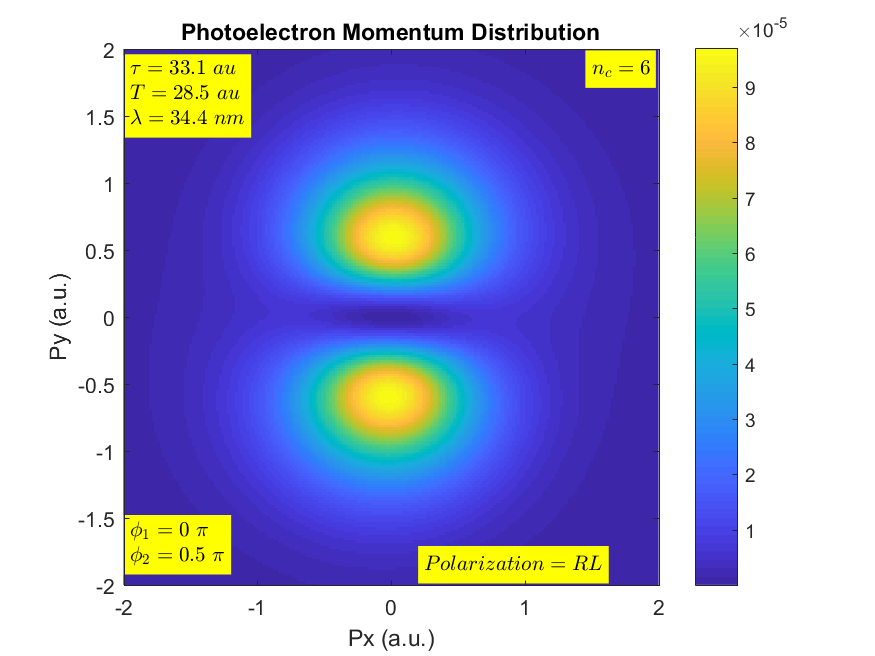 Photoelectron Momentum Distribution
×10⁻⁵
τ = 33.1 au
T = 28.5 au
λ = 34.4 nm
n_c = 6
2
1.5
1
0.5
0
-0.5
-1
-1.5
-2
Py (a.u.)
ϕ₁ = 0 π
ϕ₂ = 0.5 π
Polarization = RL
-2
-1
0
1
2
Px (a.u.)
9
8
7
6
5
4
3
2
1